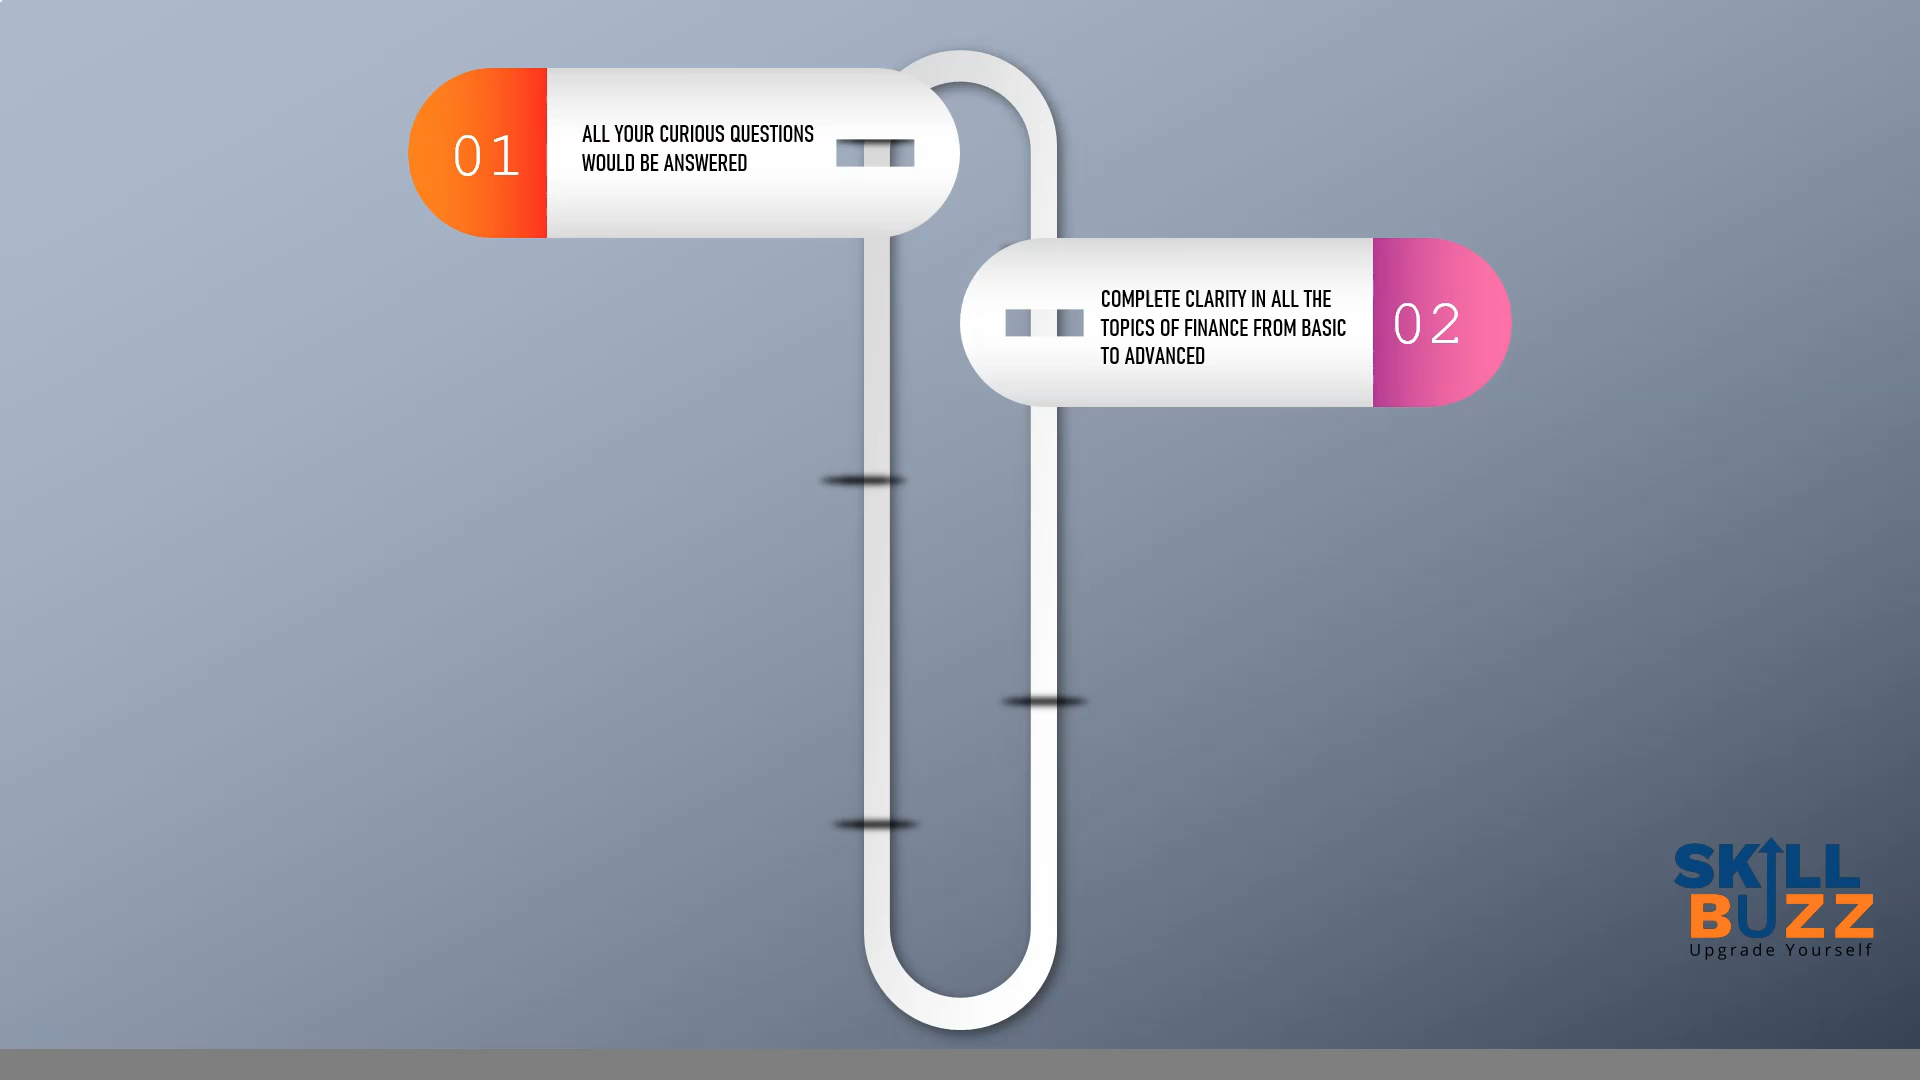 01
ALL YOUR CURIOUS QUESTIONS
WOULD BE ANSWERED
COMPLETE CLARITY IN ALL THE
TOPICS OF FINANCE FROM BASIC
TO ADVANCED
02
SKILL
BUZZ
Upgrade Yourself